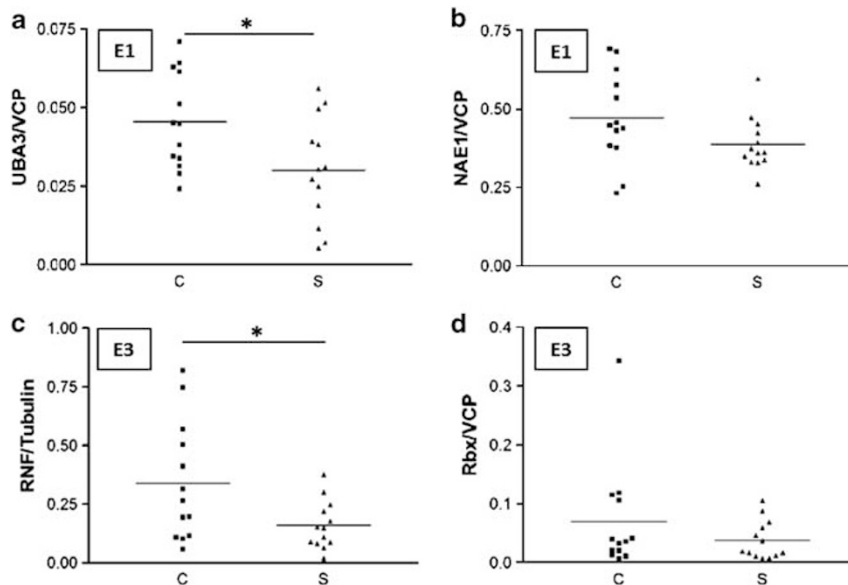 a
E1
*
UBA3/VCP
0.075
0.050
0.025
0.000
C S
b
E1
NAE1/VCP
0.75
0.50
0.25
0.00
C S
c
E3
*
RNF/Tubulin
1.00
0.75
0.50
0.25
0.00
C S
d
E3
Rbx/VCP
0.4
0.3
0.2
0.1
0.0
C S